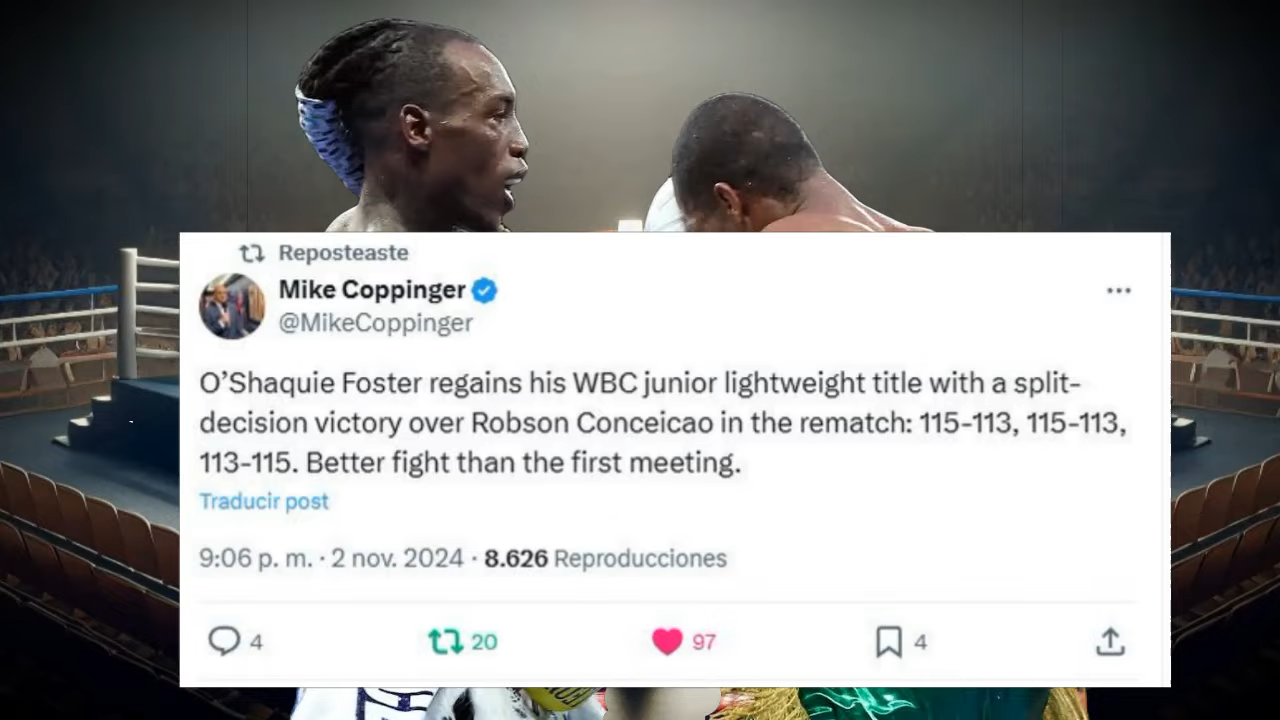 Reposteaste
Mike Coppinger
@MikeCoppinger
O’Shaquie Foster regains his WBC junior lightweight title with a split-
decision victory over Robson Conceicao in the rematch: 115-113, 115-113,
113-115. Better fight than the first meeting.
Traducir post
9:06 p. m. · 2 nov. 2024 · 8.626 Reproducciones
4 20 97 4